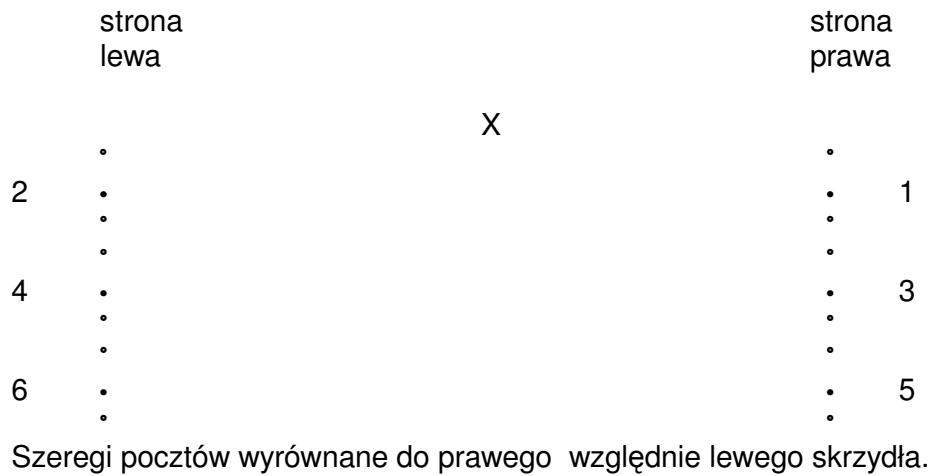 strona strona
lewa prawa
X
2 1
4 3
6 5
Szeregi pocztów wyrównane do prawego względnie lewego skrzydła.